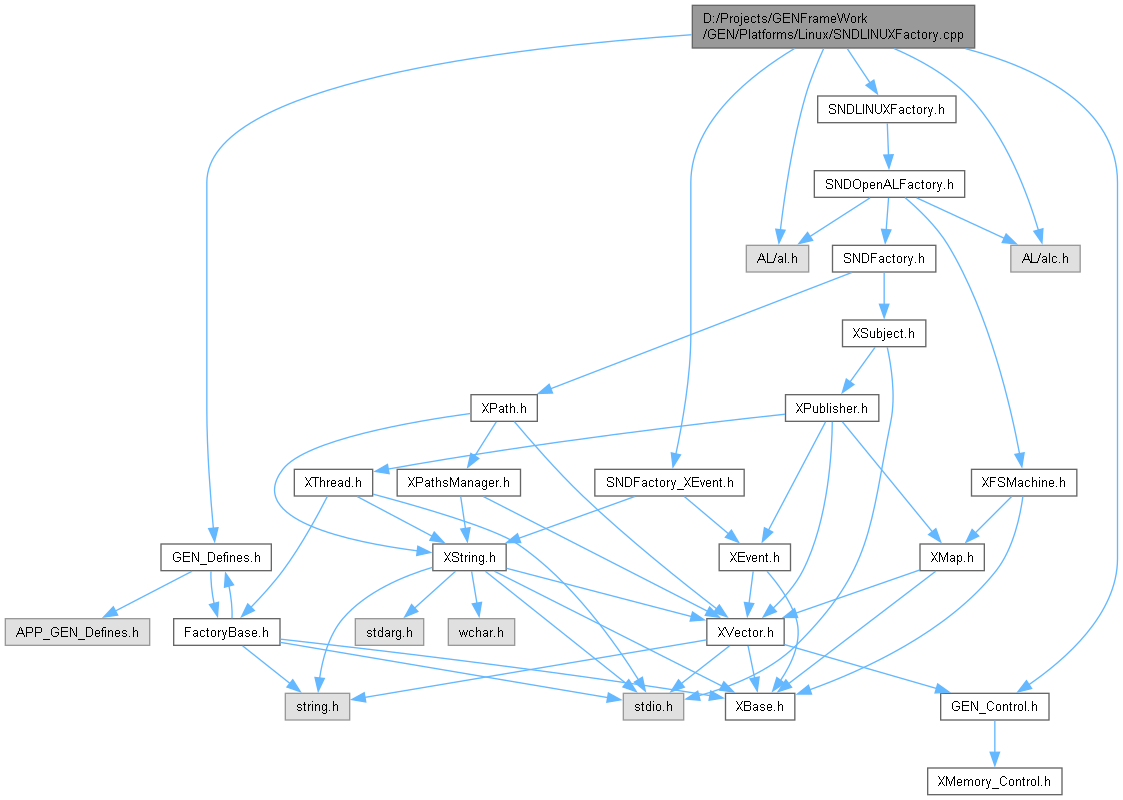 D:/Projects/GENFrameWork
/GEN/Platforms/Linux/SNDLINUXFactory.cpp
SNDLINUXFactory.h
SNDOpenALFactory.h
AL/al.h
SNDFactory.h
AL/alc.h
XSubject.h
XPath.h
XPublisher.h
XThread.h
XPathsManager.h
SNDFactory_XEvent.h
XFSMachine.h
GEN_Defines.h
XString.h
XEvent.h
XMap.h
APP_GEN_Defines.h
FactoryBase.h
stdarg.h
wchar.h
XVector.h
string.h
stdio.h
XBase.h
GEN_Control.h
XMemory_Control.h